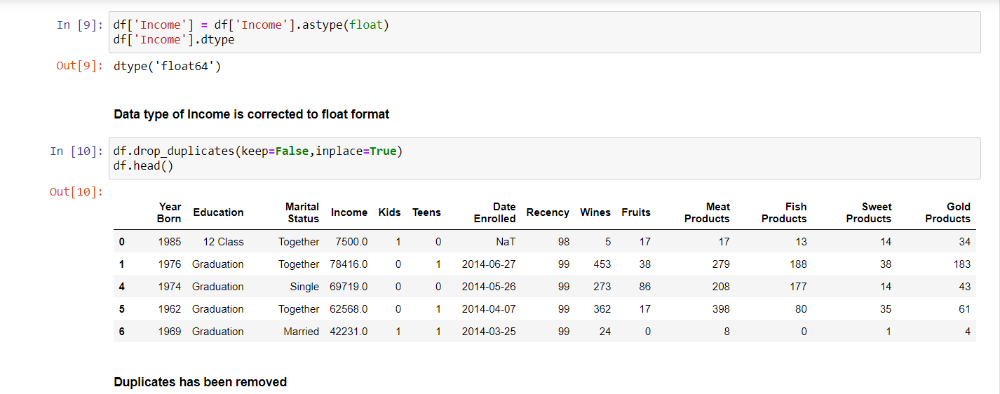 In [9]: df['Income'] = df['Income'].astype(float)
df['Income'].dtype
Out[9]: dtype('float64')
Data type of Income is corrected to float format
In [10]: df.drop_duplicates(keep=False,inplace=True)
df.head()
Out[10]:
Year Born Education Marital Status Income Kids Teens Date Enrolled Recency Wines Fruits Meat Products Fish Products Sweet Products Gold Products
0 1985 12 Class Together 7500.0 1 0 NaT 98 5 17 17 13 14 34
1 1976 Graduation Together 78416.0 0 1 2014-06-27 99 453 38 279 188 38 183
4 1974 Graduation Single 69719.0 0 0 2014-05-26 99 273 86 208 177 14 43
5 1962 Graduation Together 62568.0 0 1 2014-04-07 99 362 17 398 80 35 61
6 1969 Graduation Married 42231.0 1 1 2014-03-25 99 24 0 8 0 1 4
Duplicates has been removed